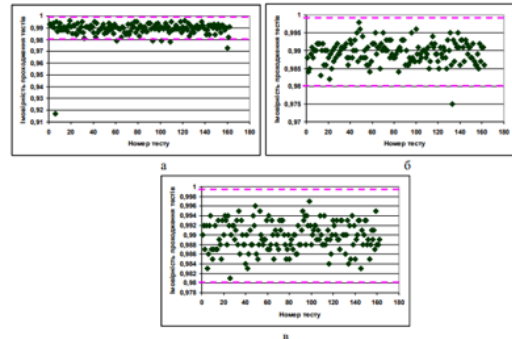 Імовірність проходження тестів
1
0,99
0,98
0,97
0,96
0,95
0,94
0,93
0,92
0,91
0 20 40 60 80 100 120 140 160 180
Номер тесту
а
Імовірність проходження тестів
1
0,995
0,99
0,985
0,98
0,975
0,97
0 20 40 60 80 100 120 140 160 180
Номер тесту
б
Імовірність проходження тестів
1
0,998
0,996
0,994
0,992
0,99
0,988
0,986
0,984
0,982
0,98
0,978
0 20 40 60 80 100 120 140 160 180
Номер тесту
в